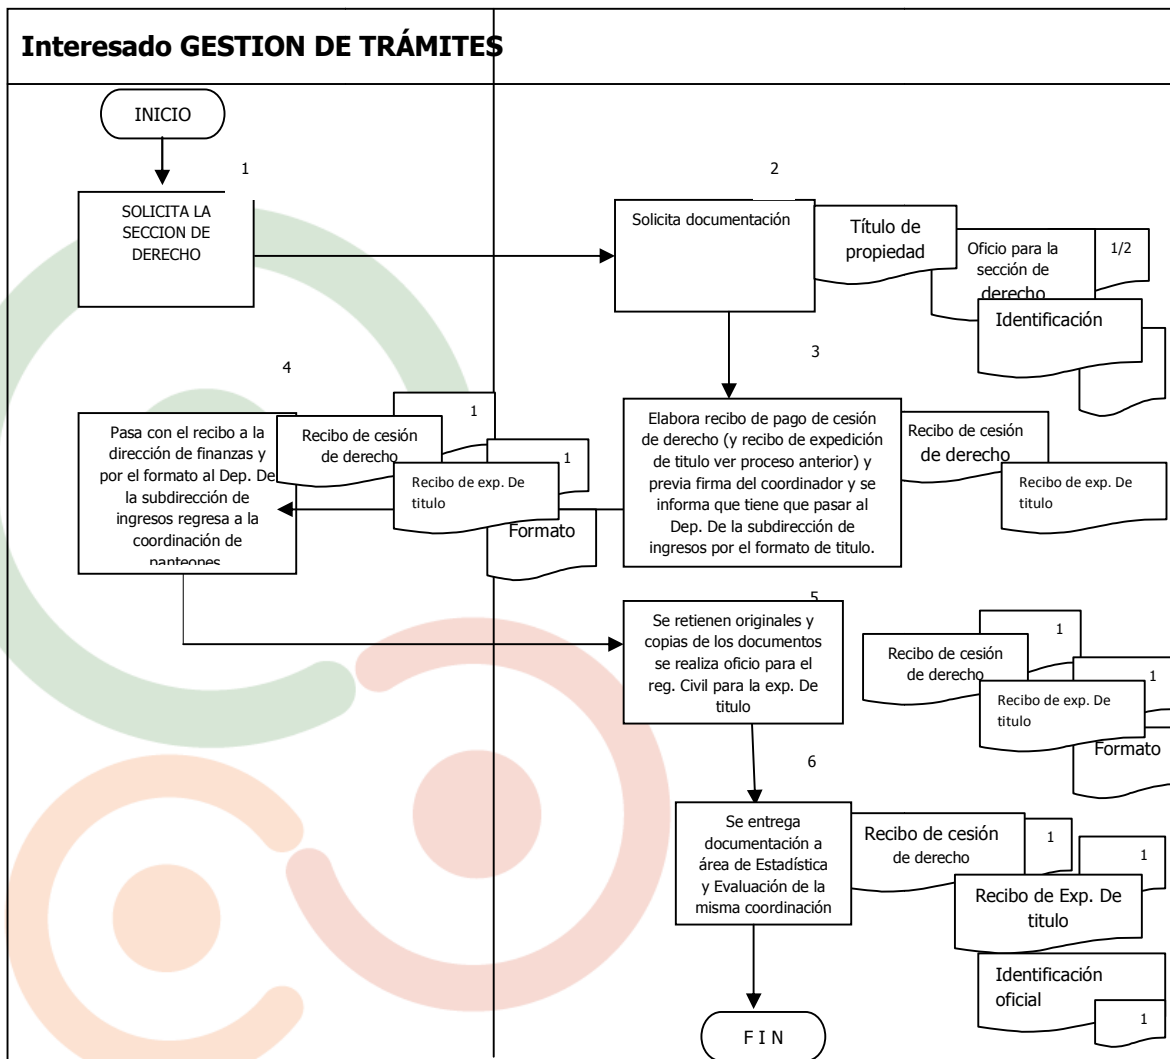 Interesado GESTION DE TRÁMITES
INICIO
1
SOLICITA LA
SECCION DE
DERECHO
2
Solicita documentación
Título de
propiedad
Oficio para la
sección de
derecho
1/2
Identificación
3
Elabora recibo de pago de cesión
de derecho (y recibo de expedición
de titulo ver proceso anterior) y
previa firma del coordinador y se
informa que tiene que pasar al
Dep. De la subdirección de
ingresos por el formato de titulo.
Recibo de cesión
de derecho
Recibo de exp. De
titulo
4
Pasa con el recibo a la
dirección de finanzas y
por el formato al Dep. De
la subdirección de
ingresos regresa a la
coordinación de
panteones
1
Recibo de cesión
de derecho
1
Recibo de exp. De
titulo
Formato
5
Se retienen originales y
copias de los documentos
se realiza oficio para el
reg. Civil para la exp. De
titulo
1
Recibo de cesión
de derecho
1
Recibo de exp. De
titulo
Formato
6
Se entrega
documentación a
área de Estadística
y Evaluación de la
misma coordinación
Recibo de cesión
de derecho
1
1
Recibo de Exp. De
titulo
Identificación
oficial
1
F I N